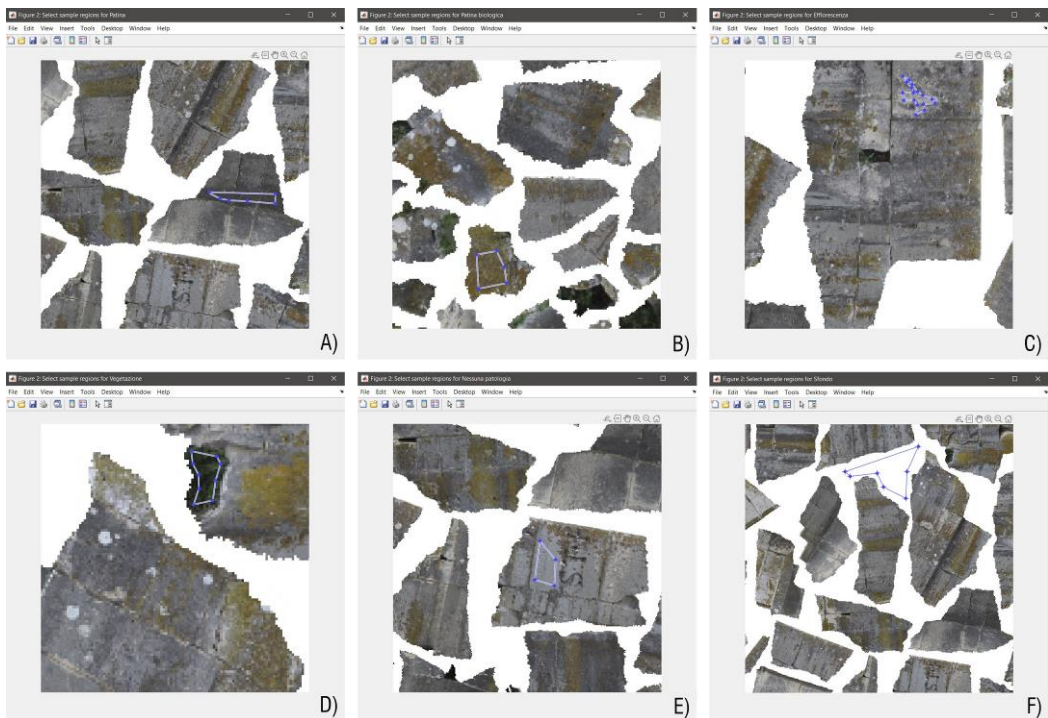 Figure 2: Select sample regions for Patina
File Edit View Insert Tools Desktop Window Help
A)
Figure 2: Select sample regions for Patina biologica
File Edit View Insert Tools Desktop Window Help
B)
Figure 2: Select sample regions for Efflorescenza
File Edit View Insert Tools Desktop Window Help
C)
Figure 2: Select sample regions for Vegetazione
File Edit View Insert Tools Desktop Window Help
D)
Figure 2: Select sample regions for Nessuna patologia
File Edit View Insert Tools Desktop Window Help
E)
Figure 2: Select sample regions for Sfondo
File Edit View Insert Tools Desktop Window Help
F)